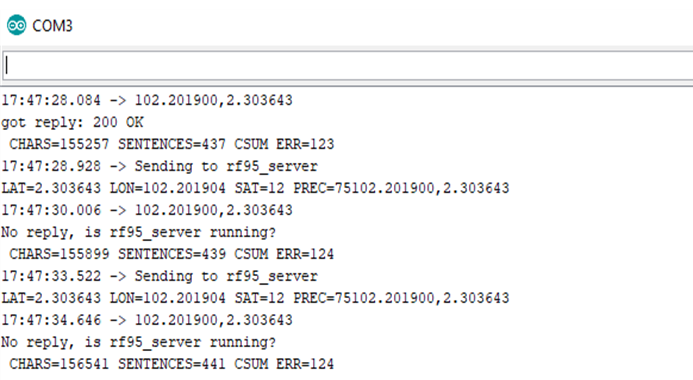 COM3
17:47:28.084 -> 102.201900,2.303643
got reply: 200 OK
 CHARS=155257 SENTENCES=437 CSUM ERR=123
17:47:28.928 -> Sending to rf95_server
LAT=2.303643 LON=102.201904 SAT=12 PREC=75102.201900,2.303643
17:47:30.006 -> 102.201900,2.303643
No reply, is rf95_server running?
 CHARS=155899 SENTENCES=439 CSUM ERR=124
17:47:33.522 -> Sending to rf95_server
LAT=2.303643 LON=102.201904 SAT=12 PREC=75102.201900,2.303643
17:47:34.646 -> 102.201900,2.303643
No reply, is rf95_server running?
 CHARS=156541 SENTENCES=441 CSUM ERR=124